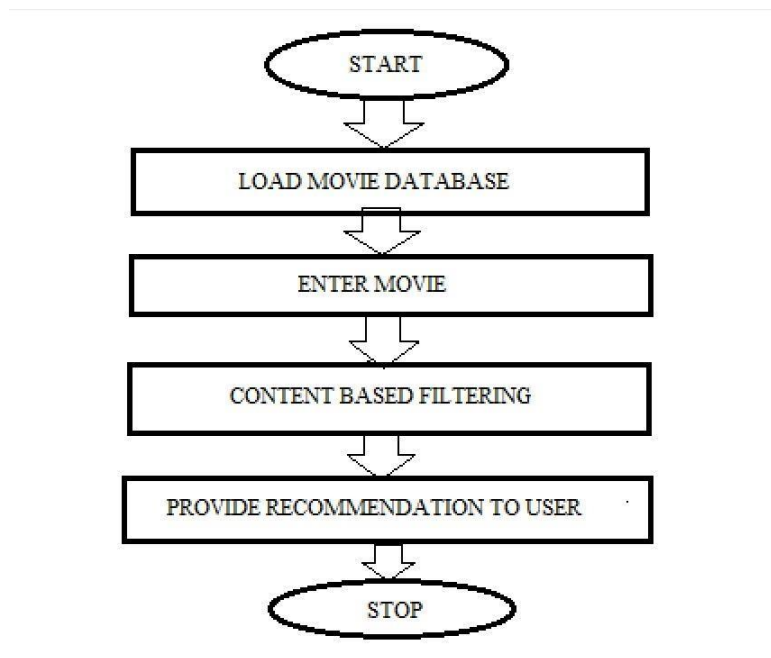 START
LOAD MOVIE DATABASE
ENTER MOVIE
CONTENT BASED FILTERING
PROVIDE RECOMMENDATION TO USER
STOP